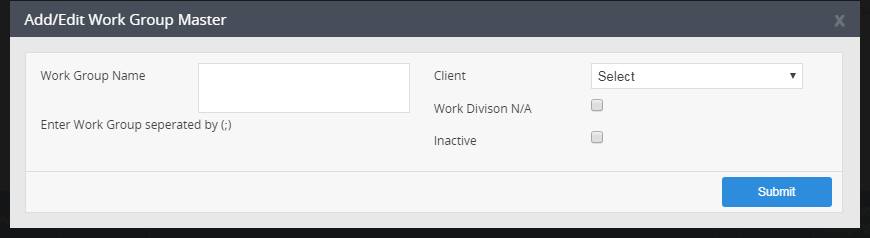 Add/Edit Work Group Master
x
Work Group Name
Enter Work Group seperated by (;)
Client
Select
Work Divison N/A
Inactive
Submit